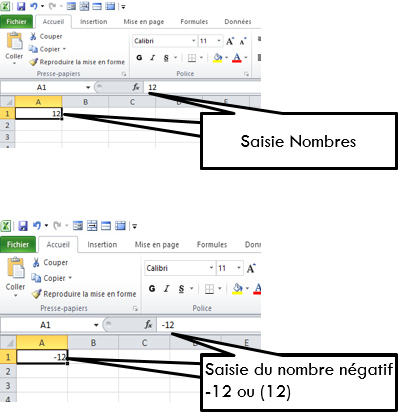 Fichier Accueil Insertion Mise en page Formules Données
Couper
Copier
Coller
Reproduire la mise en forme
Presse-papiers
Calibri 11 A A
G I S A
Police
A1 fx 12
A B C D E
1 12
2
3
Saisie Nombres
Fichier Accueil Insertion Mise en page Formules
Couper
Copier
Coller
Reproduire la mise en forme
Presse-papiers
Calibri 11 A
G I S
Police
A1 fx -12
A B C D E
1 -12
2
3
4
Saisie du nombre négatif
-12 ou (12)